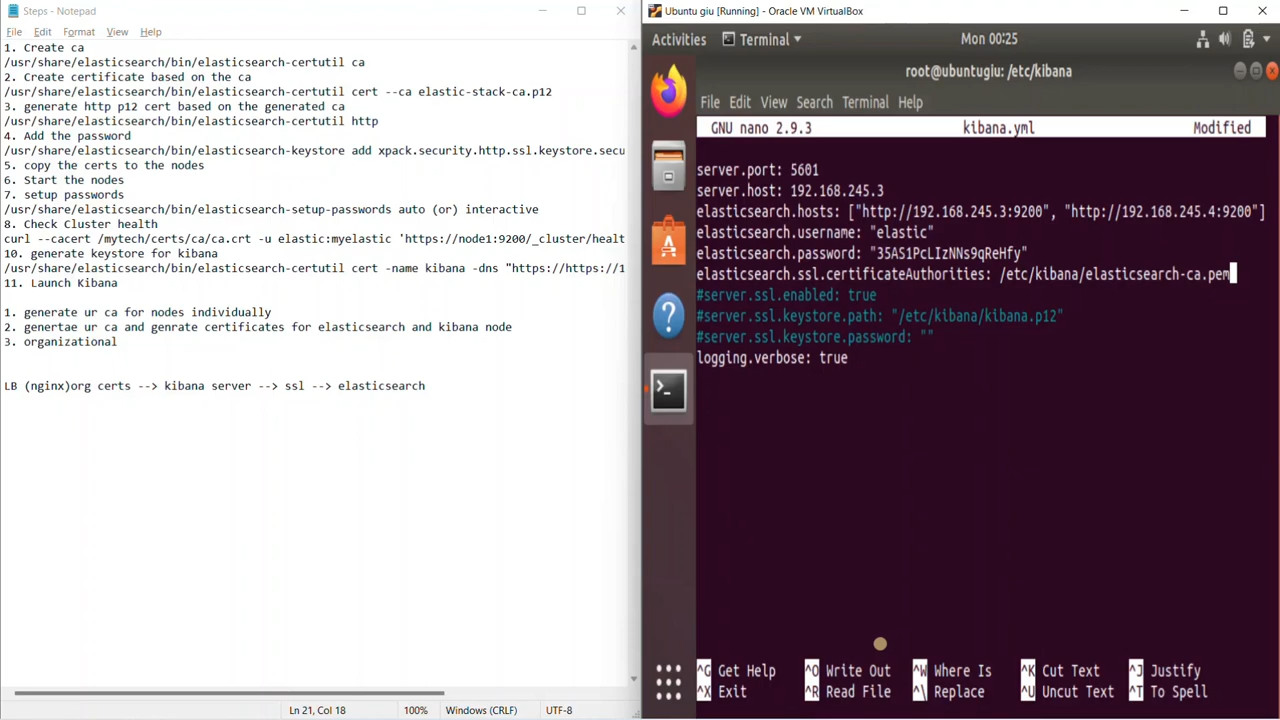 Steps - Notepad
File Edit Format View Help
1. Create ca
/usr/share/elasticsearch/bin/elasticsearch-certutil ca
2. Create certificate based on the ca
/usr/share/elasticsearch/bin/elasticsearch-certutil cert --ca elastic-stack-ca.p12
3. generate http p12 cert based on the generated ca
/usr/share/elasticsearch/bin/elasticsearch-certutil http
4. Add the password
/usr/share/elasticsearch/bin/elasticsearch-keystore add xpack.security.http.ssl.keystore.secu
5. copy the certs to the nodes
6. Start the nodes
7. setup passwords
/usr/share/elasticsearch/bin/elasticsearch-setup-passwords auto (or) interactive
8. Check Cluster health
curl --cacert /mytech/certs/ca/ca.crt -u elastic:myelastic 'https://node1:9200/_cluster/healt
10. generate keystore for kibana
/usr/share/elasticsearch/bin/elasticsearch-certutil cert -name kibana -dns "https://https://1
11. Launch Kibana
1. generate ur ca for nodes individually
2. genertae ur ca and genrate certificates for elasticsearch and kibana node
3. organizational
LB (nginx)org certs --> kibana server --> ssl --> elasticsearch
Ln 21, Col 18 100% Windows (CRLF) UTF-8
Ubuntu giu [Running] - Oracle VM VirtualBox
Activities Terminal Mon 00:25
root@ubuntugiu: /etc/kibana
File Edit View Search Terminal Help
GNU nano 2.9.3 kibana.yml Modified
server.port: 5601
server.host: 192.168.245.3
elasticsearch.hosts: ["http://192.168.245.3:9200", "http://192.168.245.4:9200"]
elasticsearch.username: "elastic"
elasticsearch.password: "35AS1PcLIzNNs9qReHfy"
elasticsearch.ssl.certificateAuthorities: /etc/kibana/elasticsearch-ca.pem
#server.ssl.enabled: true
#server.ssl.keystore.path: "/etc/kibana/kibana.p12"
#server.ssl.keystore.password: ""
logging.verbose: true
^G Get Help ^O Write Out ^W Where Is ^K Cut Text ^J Justify
^X Exit ^R Read File ^\ Replace ^U Uncut Text ^T To Spell